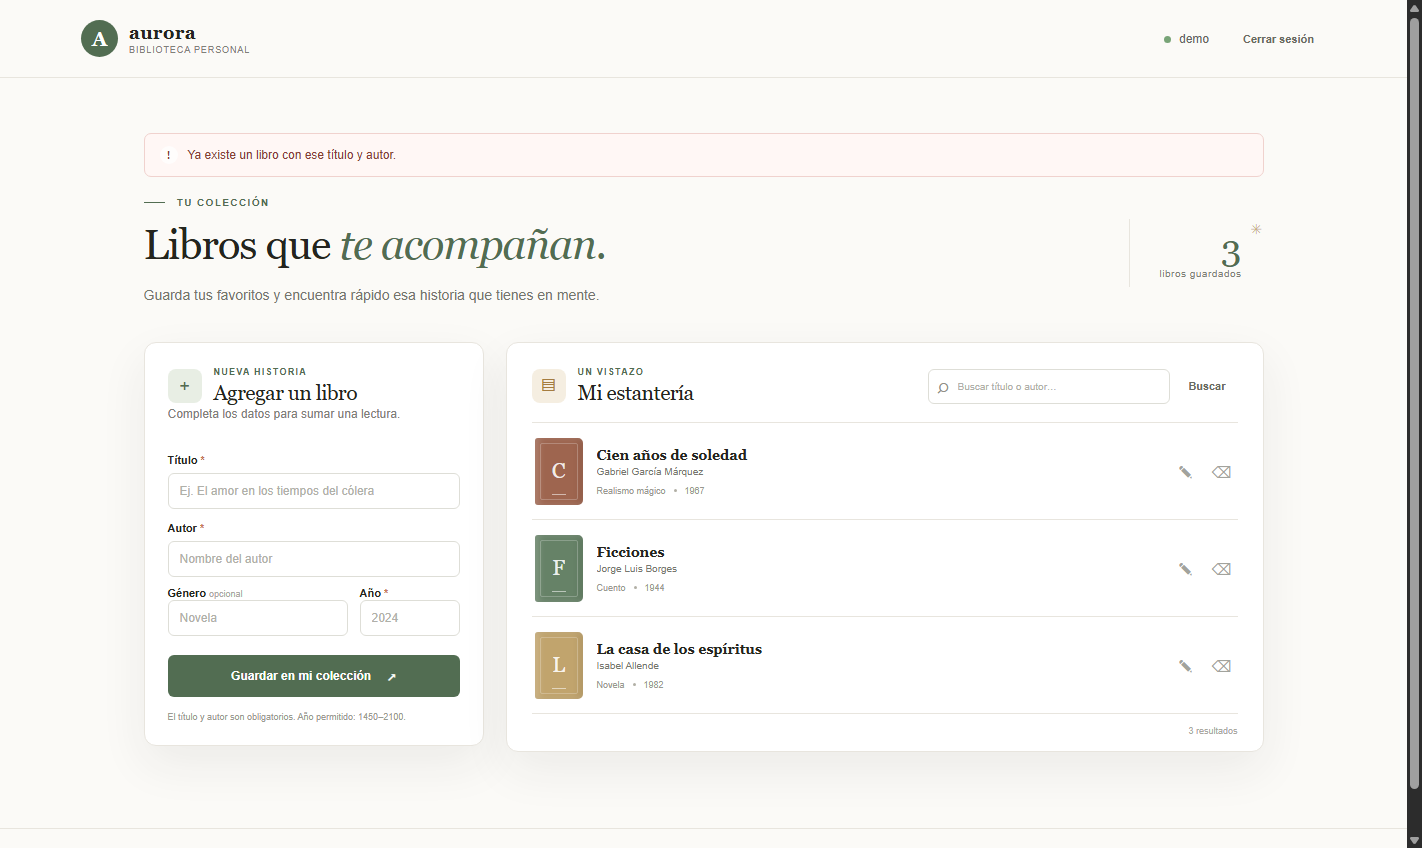 A
aurora
BIBLIOTECA PERSONAL
demo
Cerrar sesión
! Ya existe un libro con ese título y autor.
TU COLECCIÓN
Libros que te acompañan.
Guarda tus favoritos y encuentra rápido esa historia que tienes en mente.
3
libros guardados
+
NUEVA HISTORIA
Agregar un libro
Completa los datos para sumar una lectura.
Título *
Ej. El amor en los tiempos del cólera
Autor *
Nombre del autor
Género opcional
Año *
Novela
2024
Guardar en mi colección ↗
El título y autor son obligatorios. Año permitido: 1450–2100.
UN VISTAZO
Mi estantería
Buscar título o autor...
Buscar
C
Cien años de soledad
Gabriel García Márquez
Realismo mágico • 1967
F
Ficciones
Jorge Luis Borges
Cuento • 1944
L
La casa de los espíritus
Isabel Allende
Novela • 1982
3 resultados